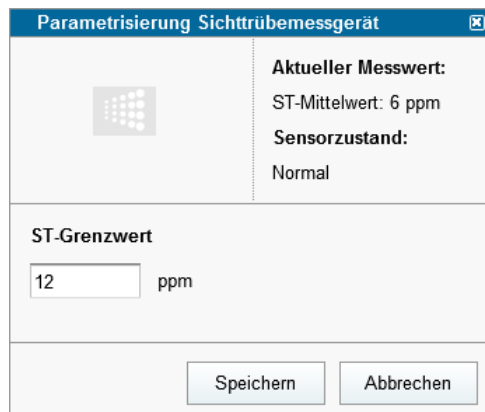 Parametrisierung Sichttrübemessgerät
Aktueller Messwert:
ST-Mittelwert: 6 ppm
Sensorzustand:
Normal
ST-Grenzwert
12 ppm
Speichern Abbrechen